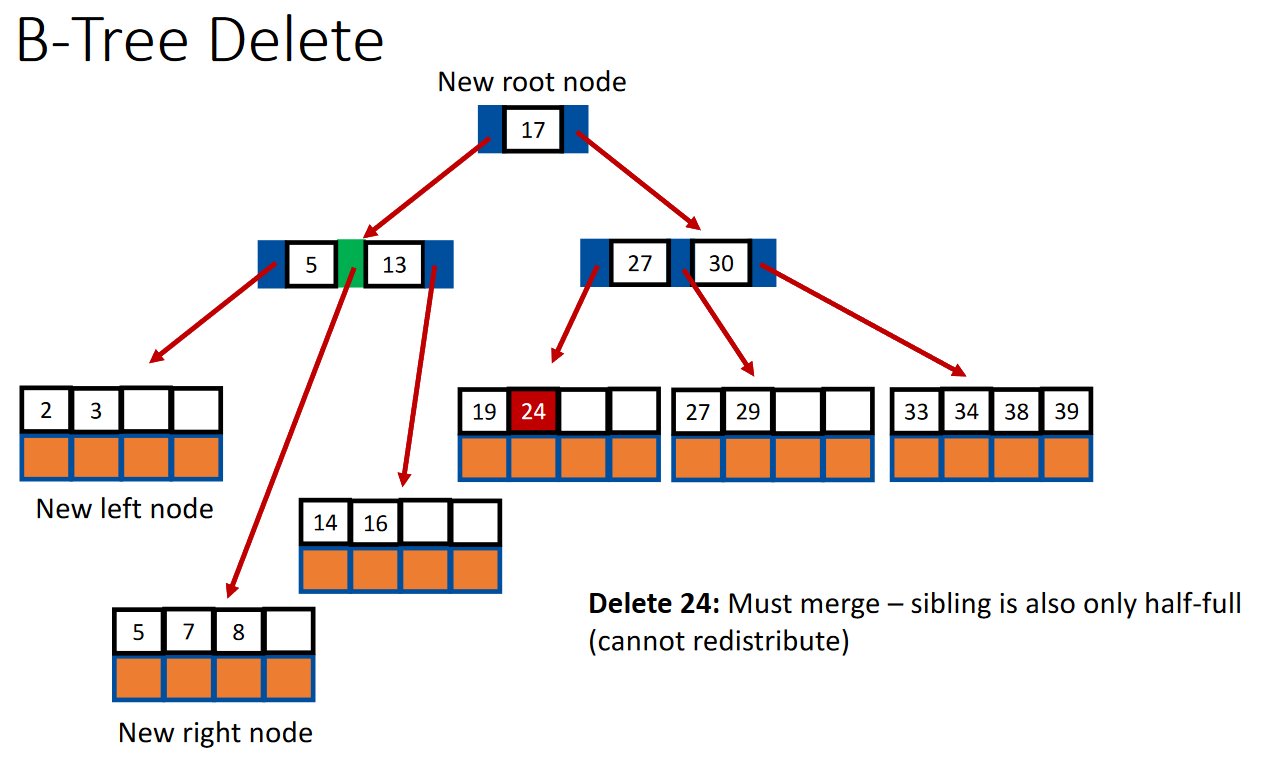 B-Tree Delete
New root node
17
5 13
27 30
2 3
19 24
27 29
33 34 38 39
New left node
14 16
Delete 24: Must merge – sibling is also only half-full
(cannot redistribute)
5 7 8
New right node